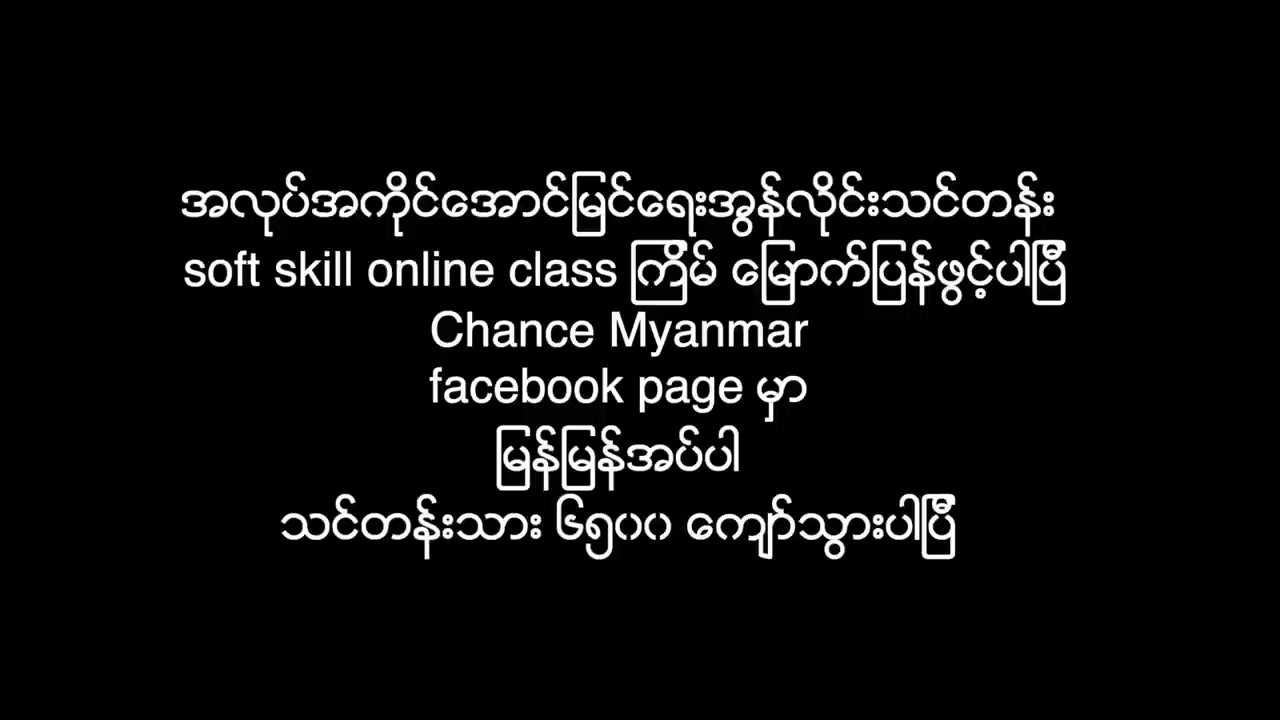 အလုပ်အကိုင်အောင်မြင်ရေးအွန်လိုင်းသင်တန်း
soft skill online class ကြိမ် မြောက်ပြန်ဖွင့်ပါပြီ
Chance Myanmar
facebook page မှာ
မြန်မြန်အပ်ပါ
သင်တန်းသား ၆၅၀၀ ကျော်သွားပါပြီ